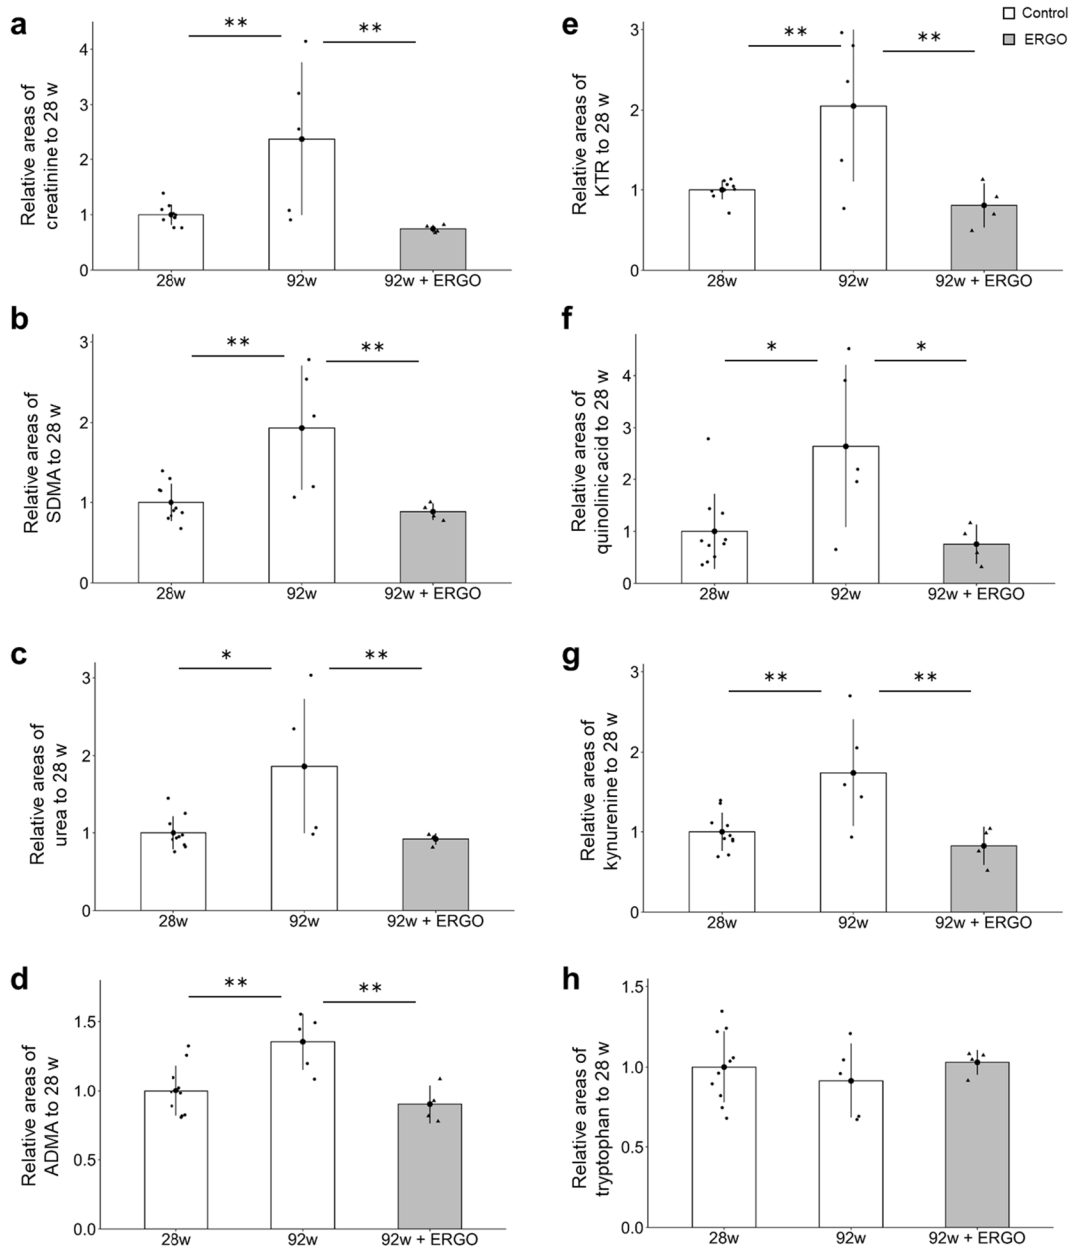 Control
ERGO
a
Relative areas of
creatinine to 28 w
4
3
2
1
0
**
**
28w 92w 92w + ERGO
b
Relative areas of
SDMA to 28 w
3
2
1
0
**
**
28w 92w 92w + ERGO
c
Relative areas of
urea to 28 w
3
2
1
0
*
**
28w 92w 92w + ERGO
d
Relative areas of
ADMA to 28 w
1.5
1.0
0.5
0.0
**
**
28w 92w 92w + ERGO
e
Relative areas of
KTR to 28 w
3
2
1
0
**
**
28w 92w 92w + ERGO
f
Relative areas of
quinolinic acid to 28 w
4
3
2
1
0
*
*
28w 92w 92w + ERGO
g
Relative areas of
kynurenine to 28 w
3
2
1
0
**
**
28w 92w 92w + ERGO
h
Relative areas of
tryptophan to 28 w
1.5
1.0
0.5
0.0
28w 92w 92w + ERGO